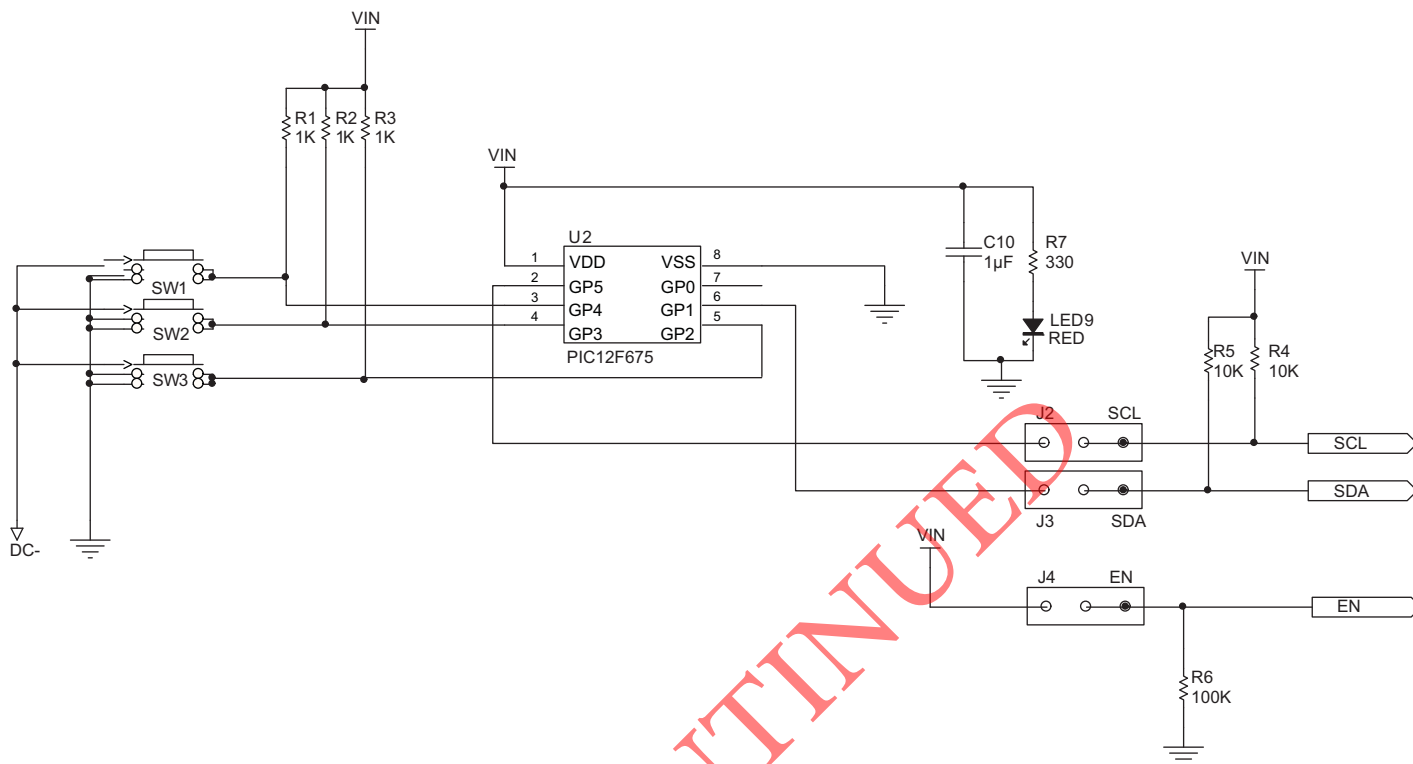 VIN
R1 R2 R3
1K 1K 1K
VIN
U2
1 VDD VSS 8
2 GP5 GP0 7
3 GP4 GP1 6
4 GP3 GP2 5
PIC12F675
SW1
SW2
SW3
DC-
C10
1µF
R7
330
LED9
RED
VIN
R5 R4
10K 10K
J2 SCL
SCL
SDA
J3 SDA
VIN
J4 EN
EN
R6
100K
NTINUED